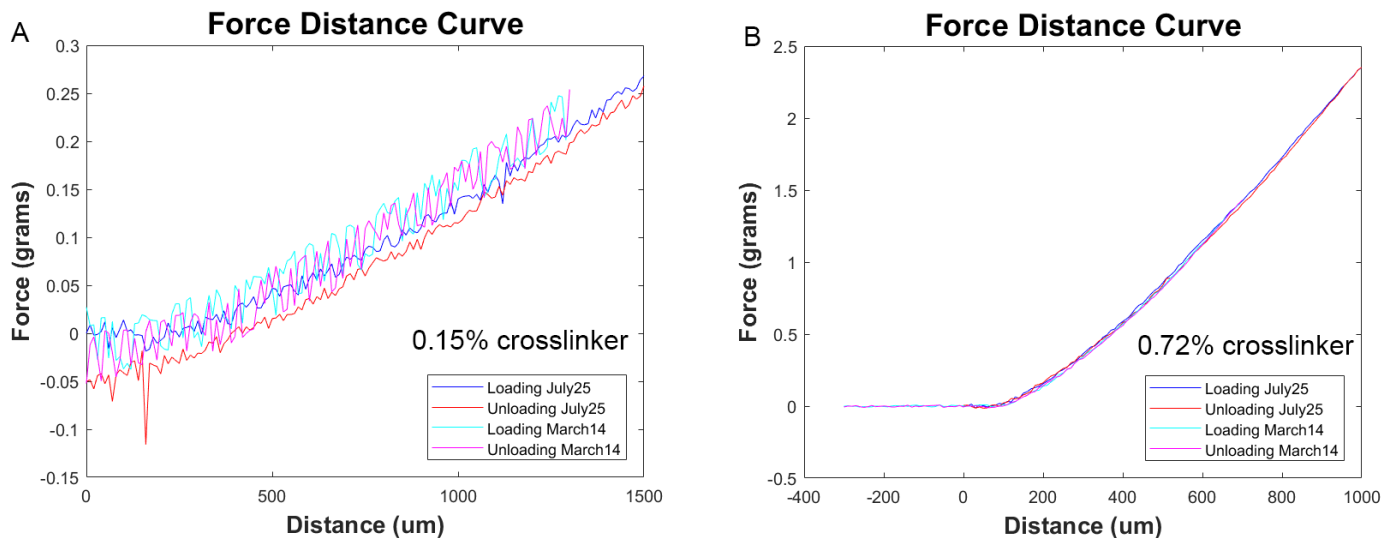 A
Force Distance Curve
0.3
0.25
0.2
0.15
0.1
0.05
0
-0.05
-0.1
-0.15
Force (grams)
0.15% crosslinker
Loading July25
Unloading July25
Loading March14
Unloading March14
0
500
1000
1500
Distance (um)
B
Force Distance Curve
2.5
2
1.5
1
0.5
0
-0.5
Force (grams)
0.72% crosslinker
Loading July25
Unloading July25
Loading March14
Unloading March14
-400
-200
0
200
400
600
800
1000
Distance (um)